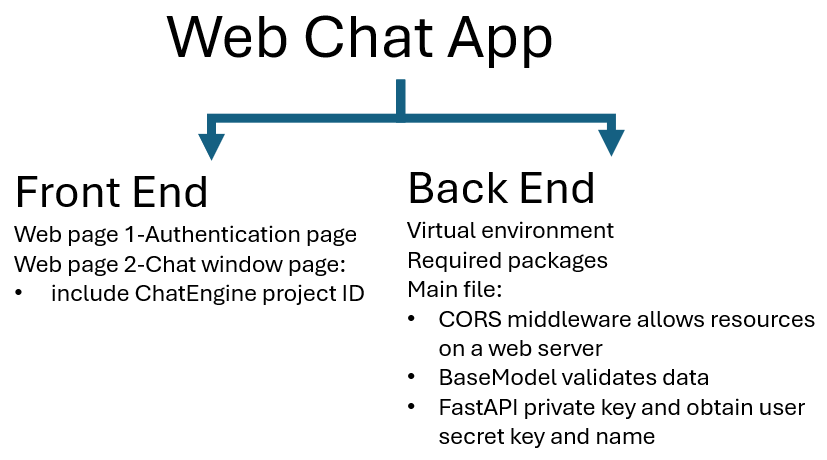 Web Chat App
Front End
Web page 1-Authentication page
Web page 2-Chat window page:
• include ChatEngine project ID
Back End
Virtual environment
Required packages
Main file:
• CORS middleware allows resources
on a web server
• BaseModel validates data
• FastAPI private key and obtain user
secret key and name